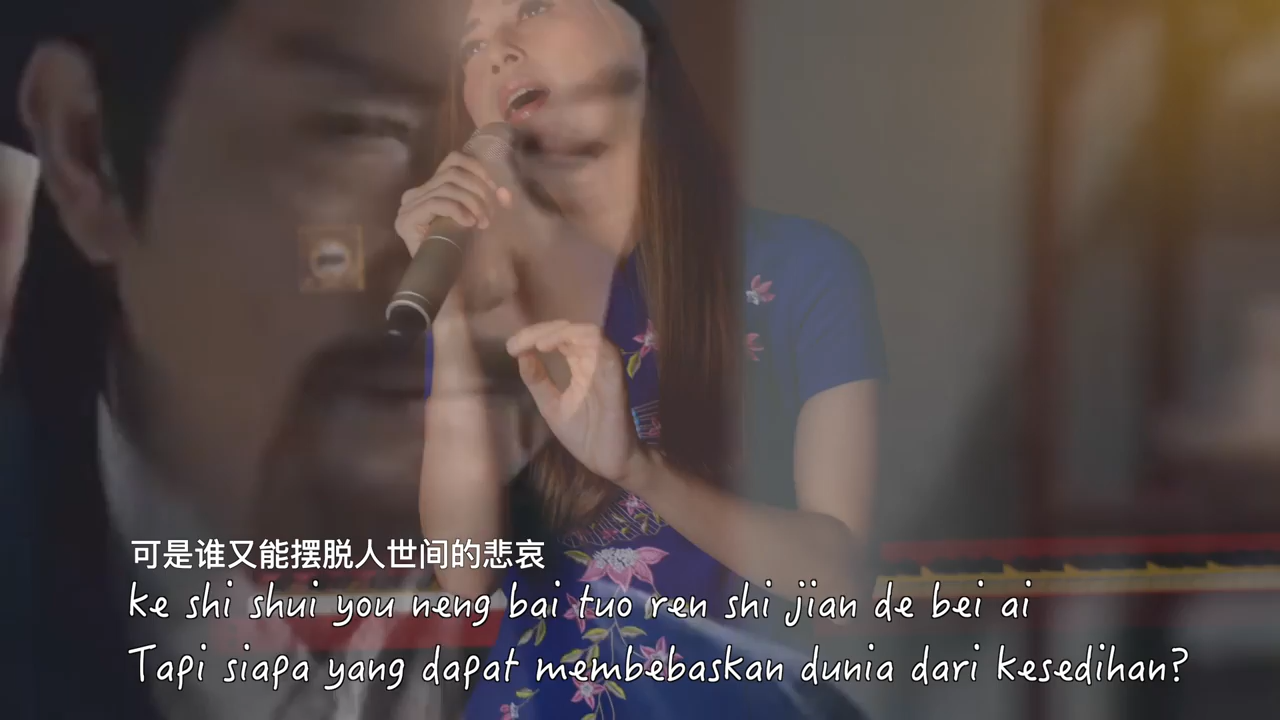 可是谁又能摆脱人世间的悲哀
ke shi shui you neng bai tuo ren shi jian de bei ai
Tapi siapa yang dapat membebaskan dunia dari kesedihan?